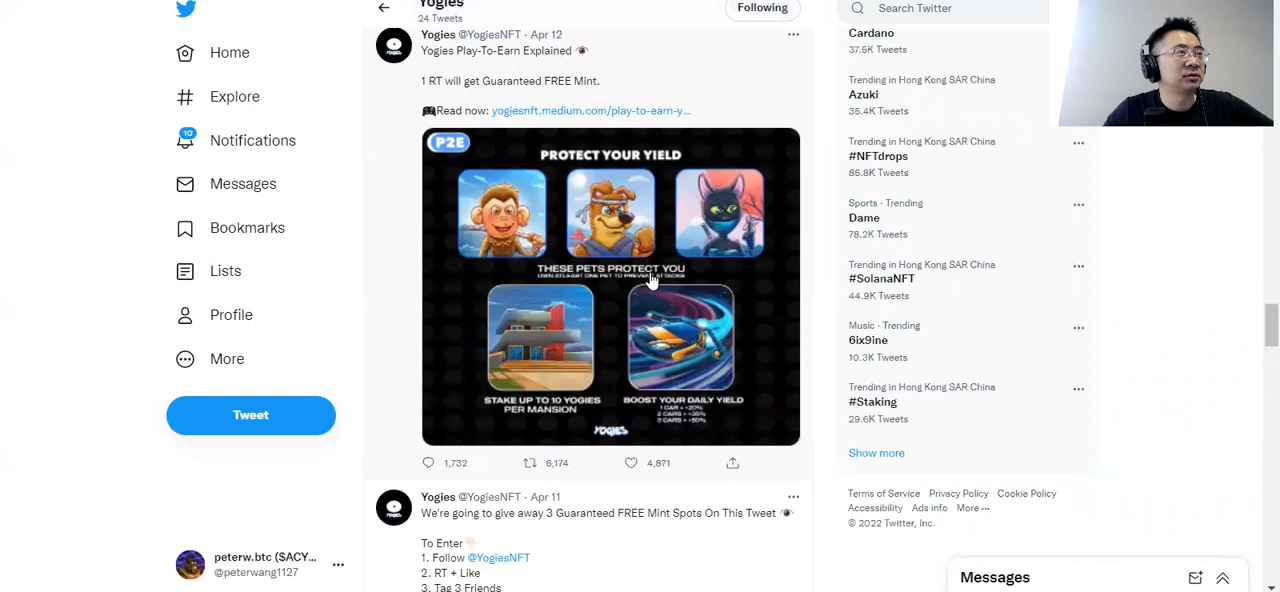 Home
Explore
10
Notifications
Messages
Bookmarks
Lists
Profile
More
Tweet
peterw.btc ($ACY...
@peterwang1127
Yogies
24 Tweets
Following
Yogies @YogiesNFT · Apr 12
Yogies Play-To-Earn Explained
1 RT will get Guaranteed FREE Mint.
Read now: yogiesnft.medium.com/play-to-earn-y...
P2E
PROTECT YOUR YIELD
THESE PETS PROTECT YOU
OWN ATLEAST ONE PET TO PREVENT ATTACKS
STAKE UP TO 10 YOGIES
PER MANSION
BOOST YOUR DAILY YIELD
1 CAR = +20%
2 CARS = +35%
3 CARS = +50%
YOGIES
1,732
6,174
4,871
Yogies @YogiesNFT · Apr 11
We're going to give away 3 Guaranteed FREE Mint Spots On This Tweet
To Enter
1. Follow @YogiesNFT
2. RT + Like
3. Tag 3 Friends
Search Twitter
Cardano
37.5K Tweets
Trending in Hong Kong SAR China
Azuki
35.4K Tweets
Trending in Hong Kong SAR China
#NFTdrops
85.8K Tweets
Sports · Trending
Dame
78.2K Tweets
Trending in Hong Kong SAR China
#SolanaNFT
44.9K Tweets
Music · Trending
6ix9ine
10.3K Tweets
Trending in Hong Kong SAR China
#Staking
29.6K Tweets
Show more
Terms of Service Privacy Policy Cookie Policy
Accessibility Ads info More ···
© 2022 Twitter, Inc.
Messages